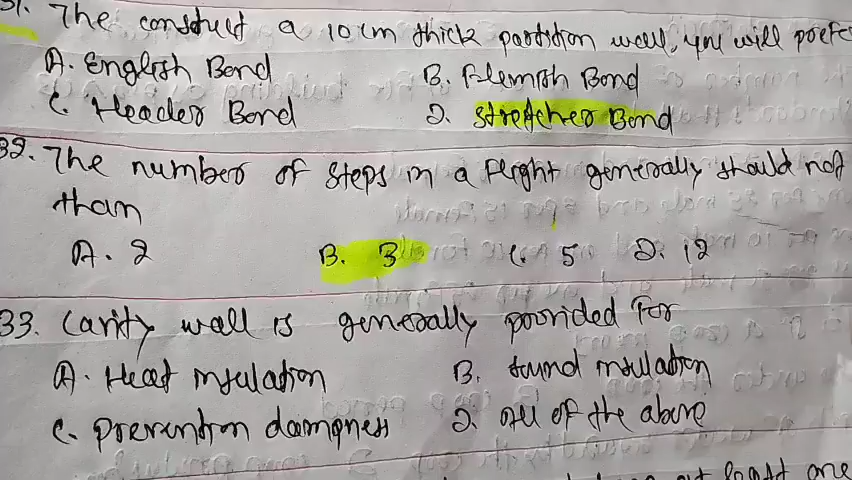 31. The construct a 10 cm thick partition wall, you will prefe
A. English Bond B. Flemish Bond
C. Header Bond D. Stretcher Bond
32. The number of steps in a flight generally should not
than
A. 2 B. 3 C. 5 D. 12
33. Cavity wall is generally provided for
A. Heat insulation B. sound insulation
C. prevention dampness D. all of the above
one